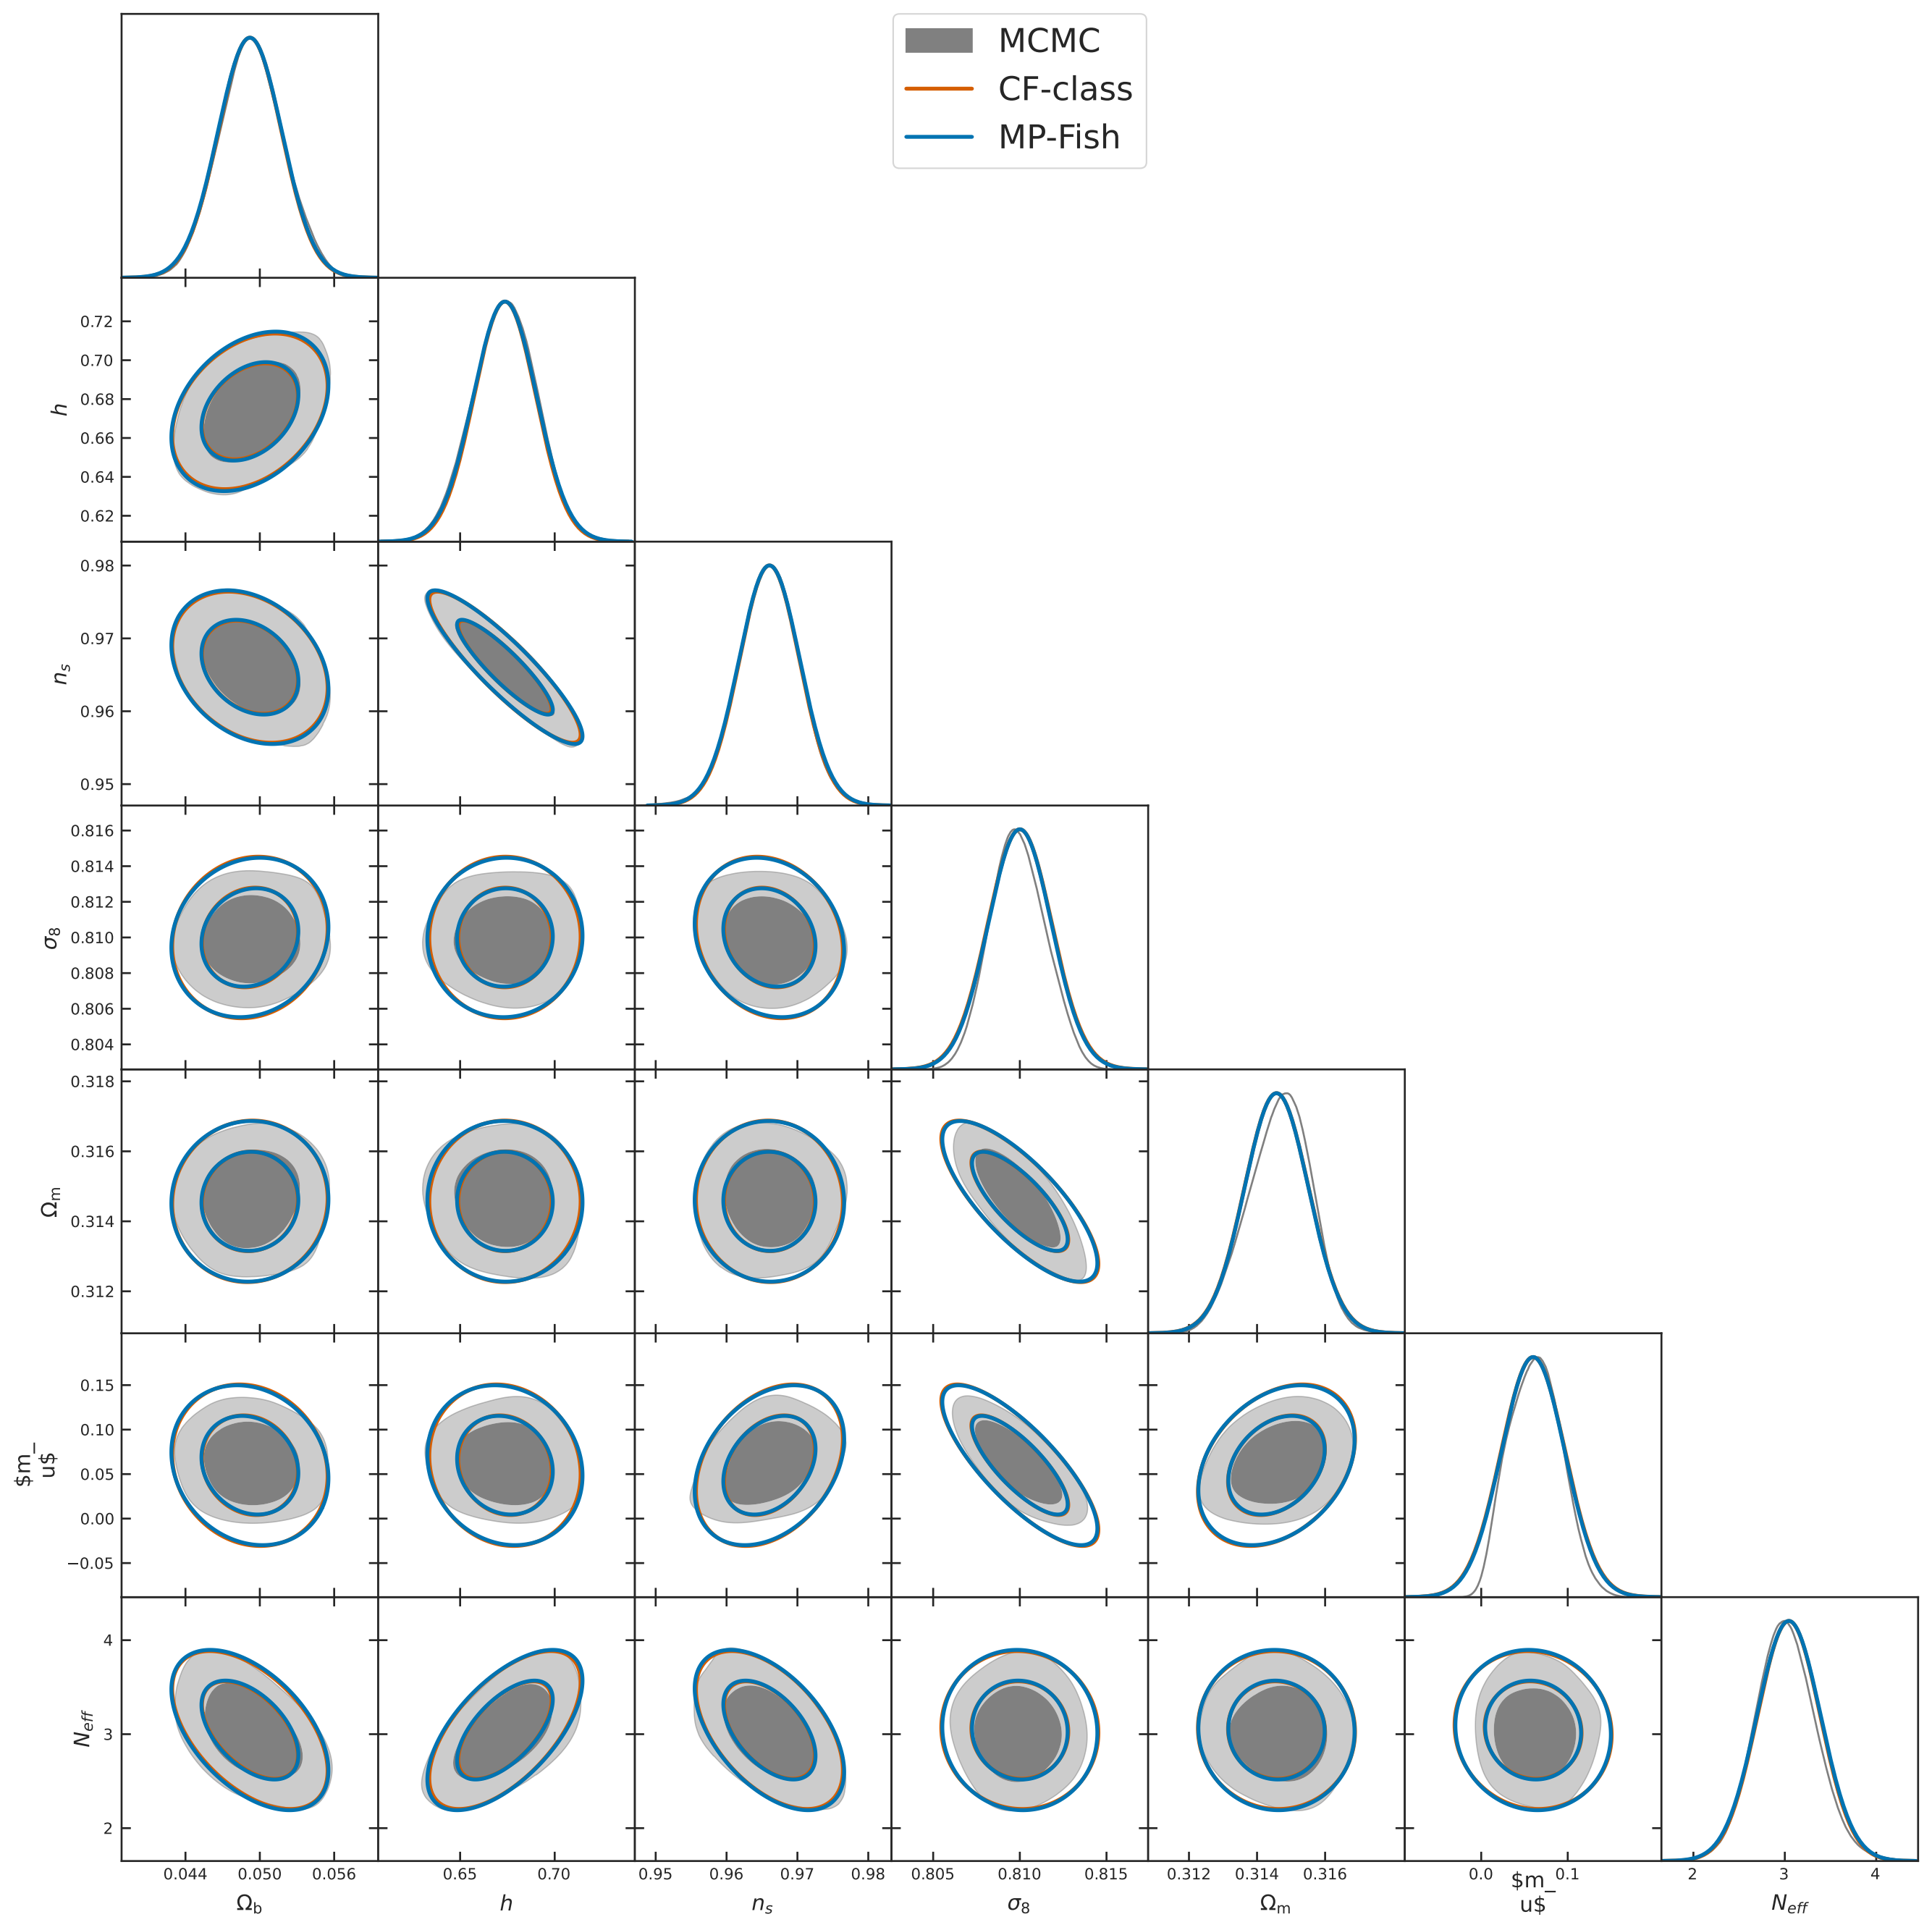 MCMC
CF-class
MP-Fish
0.72
0.70
0.68
0.66
0.64
0.62
h
0.98
0.97
0.96
0.95
n_s
0.816
0.814
0.812
0.810
0.808
0.806
0.804
σ_8
0.318
0.316
0.314
0.312
Ω_m
0.15
0.10
0.05
0.00
−0.05
$m_
u$
4
3
2
N_eff
0.044 0.050 0.056
0.65 0.70
0.95 0.96 0.97 0.98
0.805 0.810 0.815
0.312 0.314 0.316
0.0 0.1
2 3 4
Ω_b
h
n_s
σ_8
Ω_m
$m_
u$
N_eff